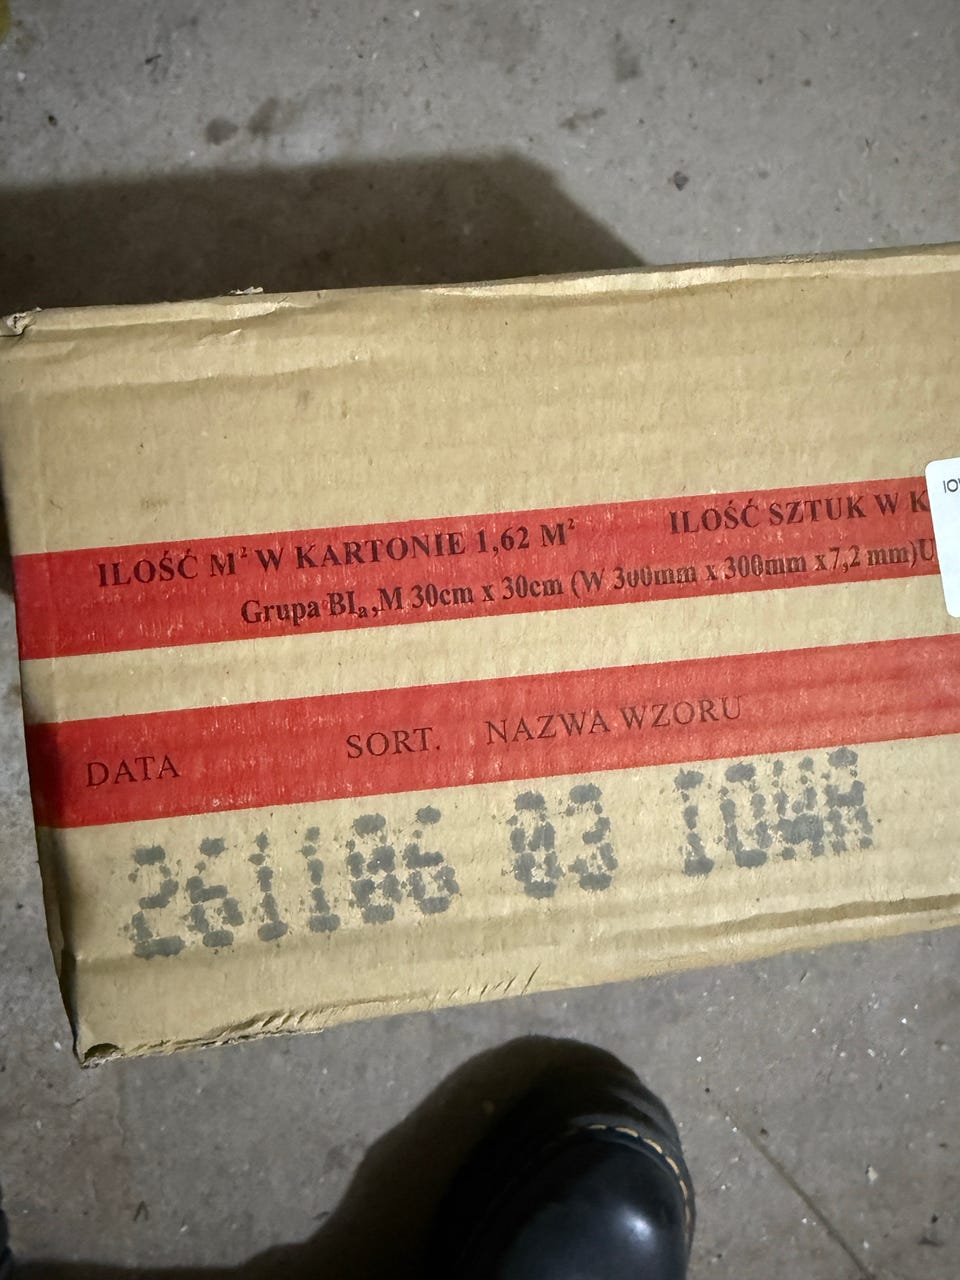 ILOŚĆ M² W KARTONIE 1,62 M² ILOŚĆ SZTUK W K
Grupa BIₐ,M 30cm x 30cm (W 300mm x 300mm x7,2 mm)U
DATA SORT. NAZWA WZORU
261106 03 IOWA